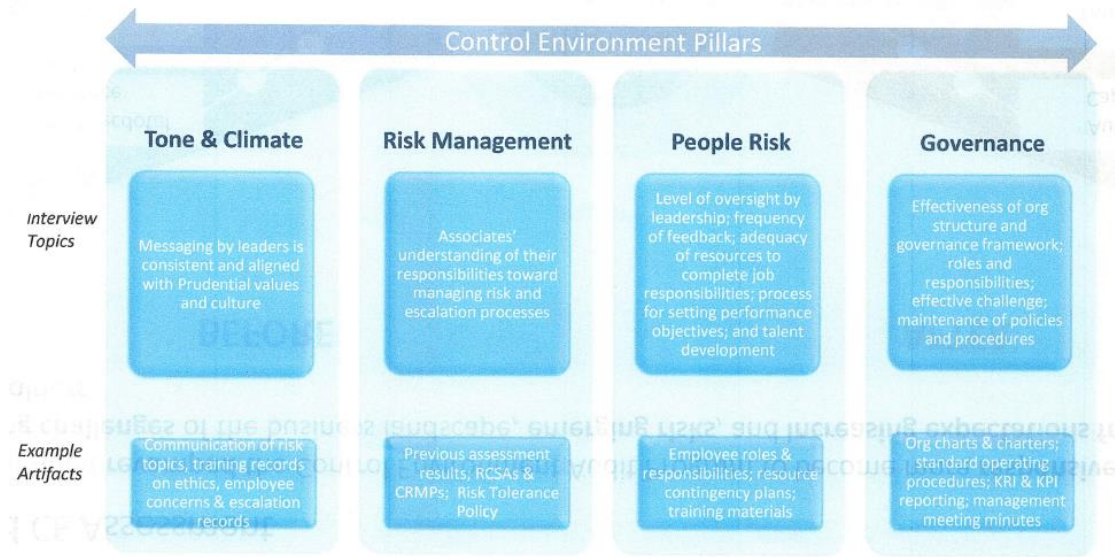 Control Environment Pillars
Tone & Climate
Risk Management
People Risk
Governance
Interview
Topics
Messaging by leaders is
consistent and aligned
with Prudential values
and culture
Associates'
understanding of their
responsibilities toward
managing risk and
escalation processes
Level of oversight by
leadership; frequency
of feedback; adequacy
of resources to
complete job
responsibilities; process
for setting performance
objectives; and talent
development
Effectiveness of org
structure and
governance framework;
roles and
responsibilities;
effective challenge;
maintenance of policies
and procedures
Example
Artifacts
Communication of risk
topics, training records
on ethics, employee
concerns & escalation
records
Previous assessment
results; RCSAs &
CRMPs; Risk Tolerance
Policy
Employee roles &
responsibilities; resource
contingency plans;
training materials
Org charts & charters;
standard operating
procedures; KRI & KPI
reporting; management
meeting minutes